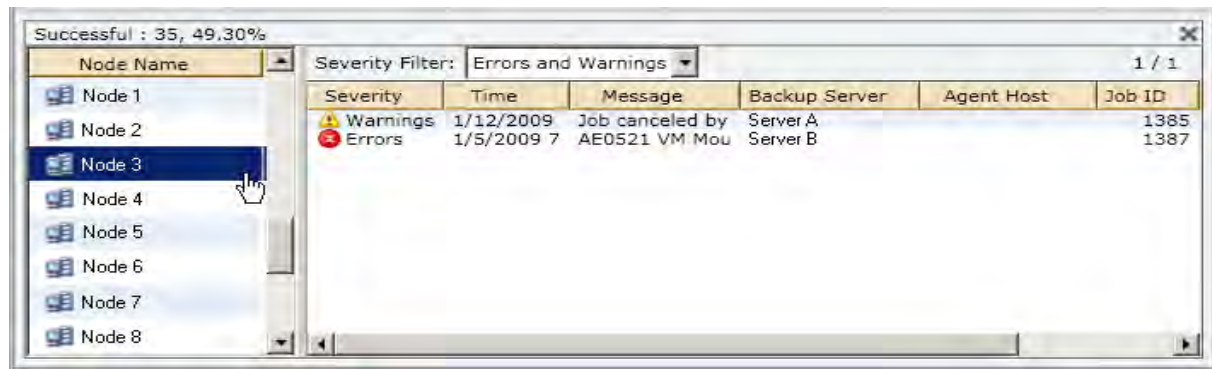 Successful : 35, 49.30%
Node Name
Node 1
Node 2
Node 3
Node 4
Node 5
Node 6
Node 7
Node 8
Severity Filter: Errors and Warnings 1 / 1
Severity Time Message Backup Server Agent Host Job ID
Warnings 1/12/2009 Job canceled by Server A 1385
Errors 1/5/2009 7 AE0521 VM Mou Server B 1387